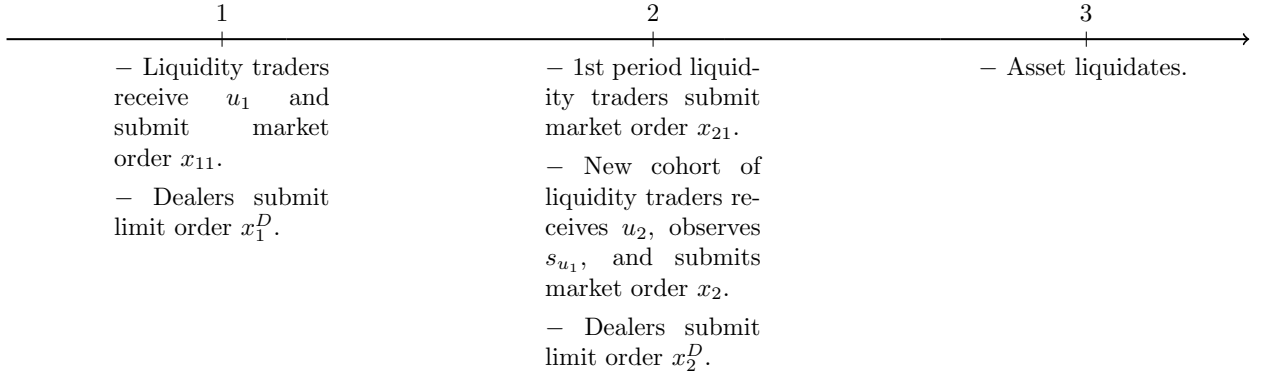 1
2
3
− Liquidity traders
receive u₁ and
submit market
order x₁₁.
− Dealers submit
limit order x₁ᴰ.
− 1st period liquid-
ity traders submit
market order x₂₁.
− New cohort of
liquidity traders re-
ceives u₂, observes
s_{u₁}, and submits
market order x₂.
− Dealers submit
limit order x₂ᴰ.
− Asset liquidates.